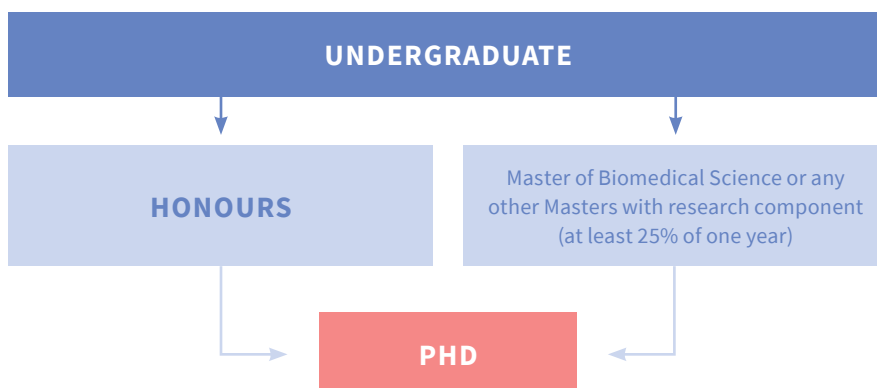 UNDERGRADUATE
HONOURS
Master of Biomedical Science or any
other Masters with research component
(at least 25% of one year)
PHD